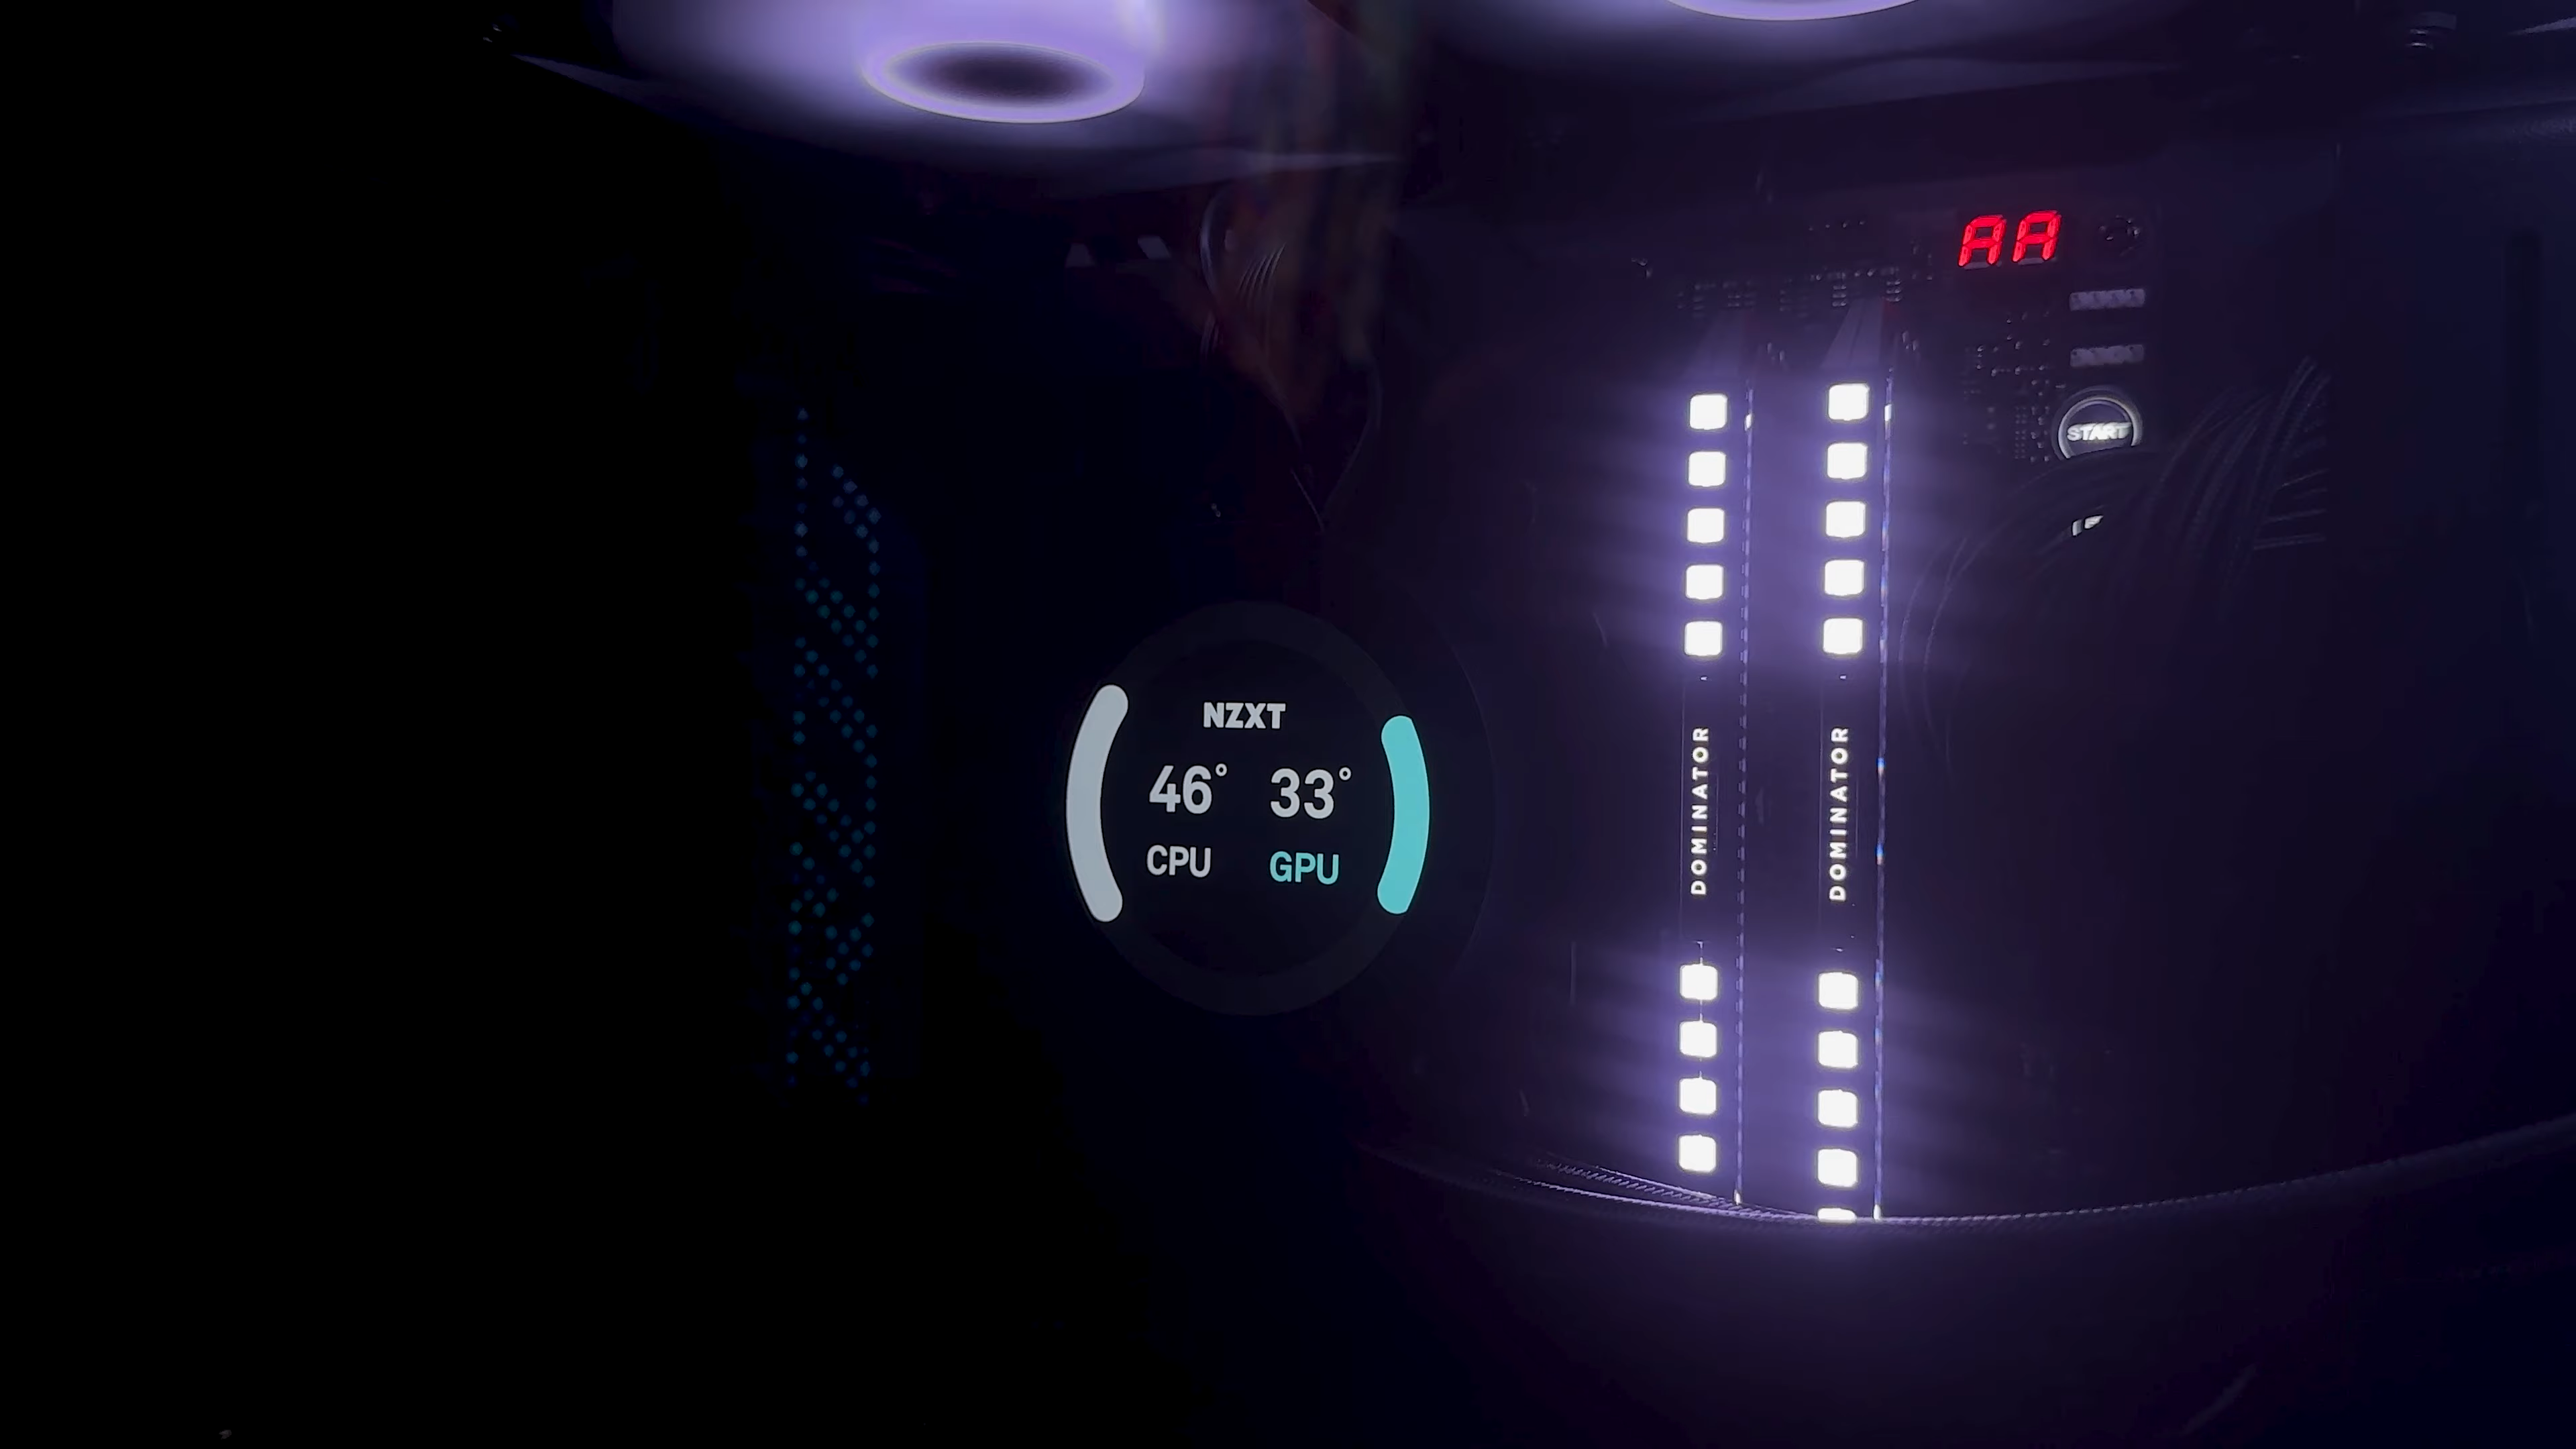 AA
START
NZXT
46° 33°
CPU GPU
DOMINATOR
DOMINATOR